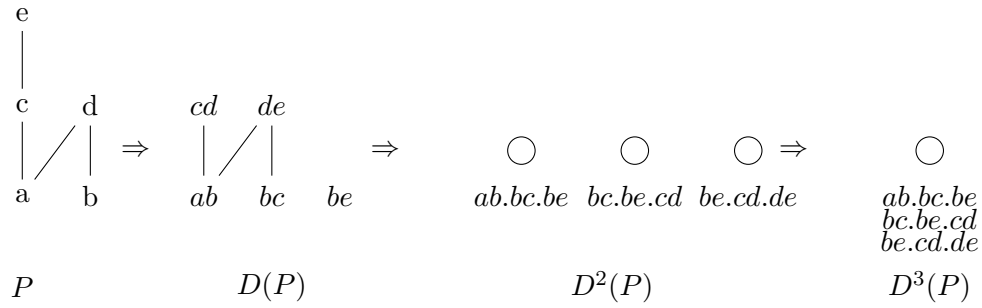 e
c d cd de
⇒ ⇒ ⇒
a b ab bc be ab.bc.be bc.be.cd be.cd.de ab.bc.be
bc.be.cd
be.cd.de
P D(P) D²(P) D³(P)